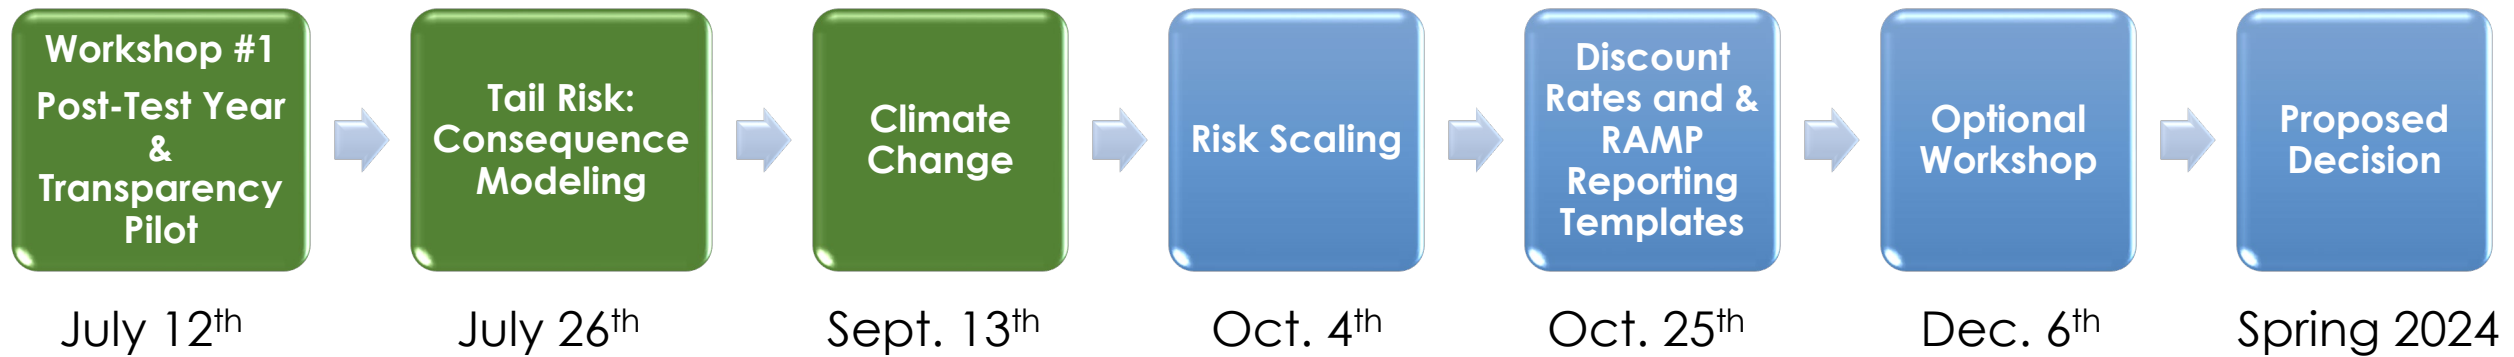 Workshop #1
Post-Test Year
&
Transparency
Pilot
Tail Risk:
Consequence
Modeling
Climate
Change
Risk Scaling
Discount
Rates and &
RAMP
Reporting
Templates
Optional
Workshop
Proposed
Decision
July 12th
July 26th
Sept. 13th
Oct. 4th
Oct. 25th
Dec. 6th
Spring 2024